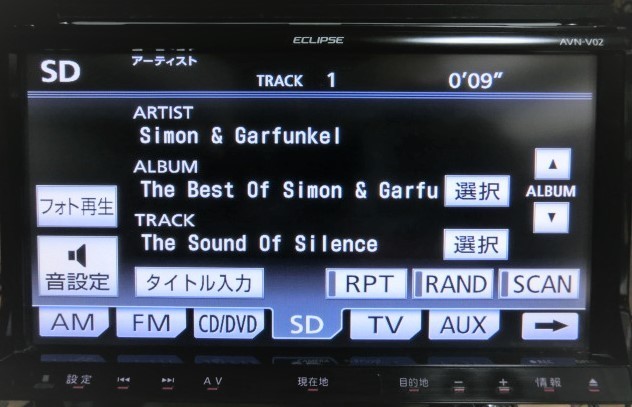 ECLIPSE
AVN-V02
SD
アーティスト
TRACK 1 0'09"
ARTIST
Simon & Garfunkel
ALBUM
The Best Of Simon & Garfu
選択
▲
ALBUM
▼
フォト再生
TRACK
The Sound Of Silence
選択
音設定
タイトル入力
RPT
RAND
SCAN
AM
FM
CD/DVD
SD
TV
AUX
設定
AV
現在地
目的地
情報